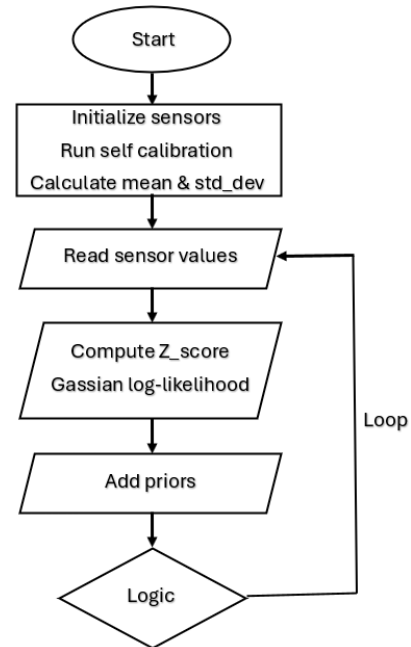 Start
Initialize sensors
Run self calibration
Calculate mean & std_dev
Read sensor values
Compute Z_score
Gassian log-likelihood
Loop
Add priors
Logic